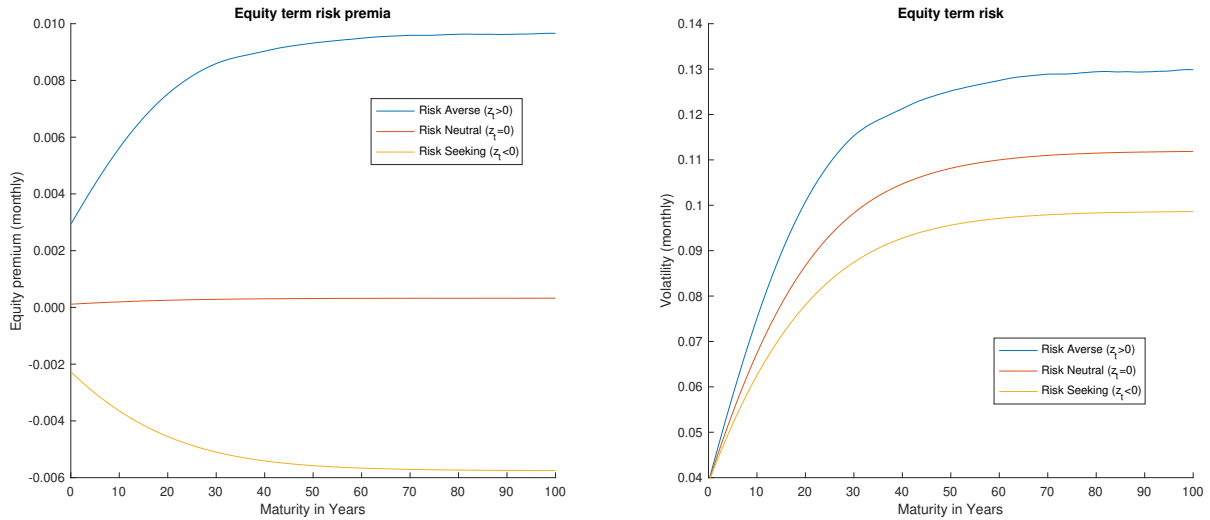 Equity term risk premia
Equity premium (monthly)
0.010
0.008
0.006
0.004
0.002
0.000
-0.002
-0.004
-0.006
Risk Averse (z_t>0)
Risk Neutral (z_t=0)
Risk Seeking (z_t<0)
0 10 20 30 40 50 60 70 80 90 100
Maturity in Years
Equity term risk
Volatility (monthly)
0.14
0.13
0.12
0.11
0.1
0.09
0.08
0.07
0.06
0.05
0.04
Risk Averse (z_t>0)
Risk Neutral (z_t=0)
Risk Seeking (z_t<0)
0 10 20 30 40 50 60 70 80 90 100
Maturity in Years